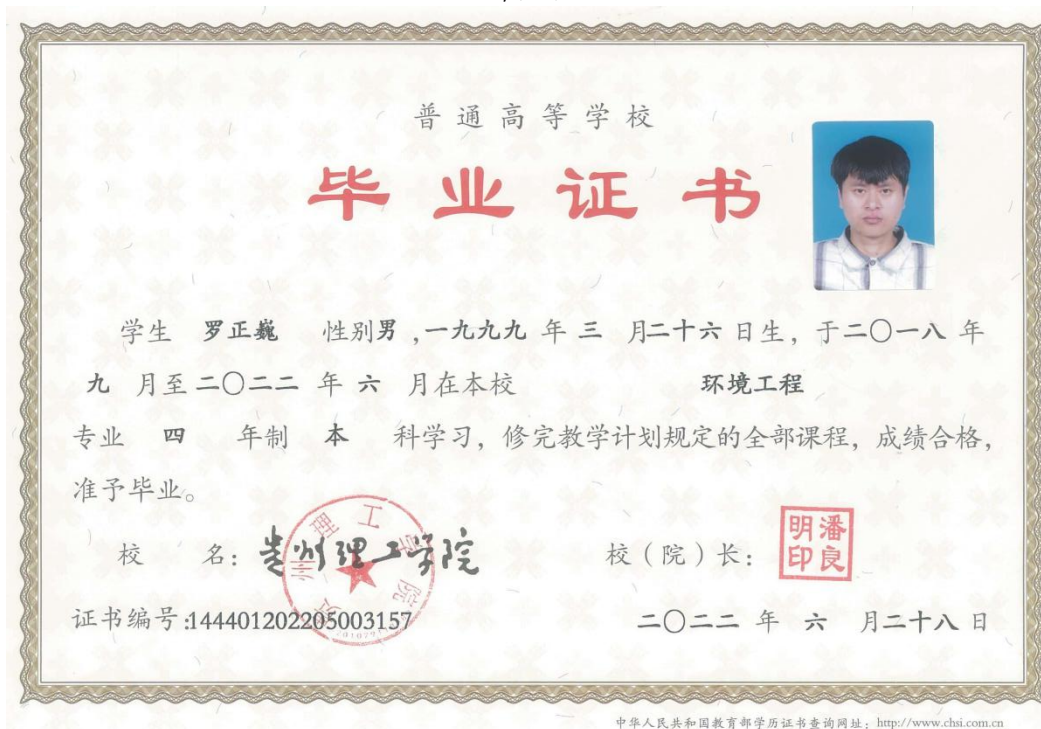 普通高等学校
毕业证书
学生 罗正巍 性别男,一九九九年三月二十六日生,于二〇一八年
九月至二〇二二年六月在本校 环境工程
专业 四 年制 本 科学习,修完教学计划规定的全部课程,成绩合格,
准予毕业。
校 名:贵州理工学院 校(院)长:潘良明印
证书编号:144401202205003157 二〇二二年六月二十八日
中华人民共和国教育部学历证书查询网址:http://www.chsi.com.cn